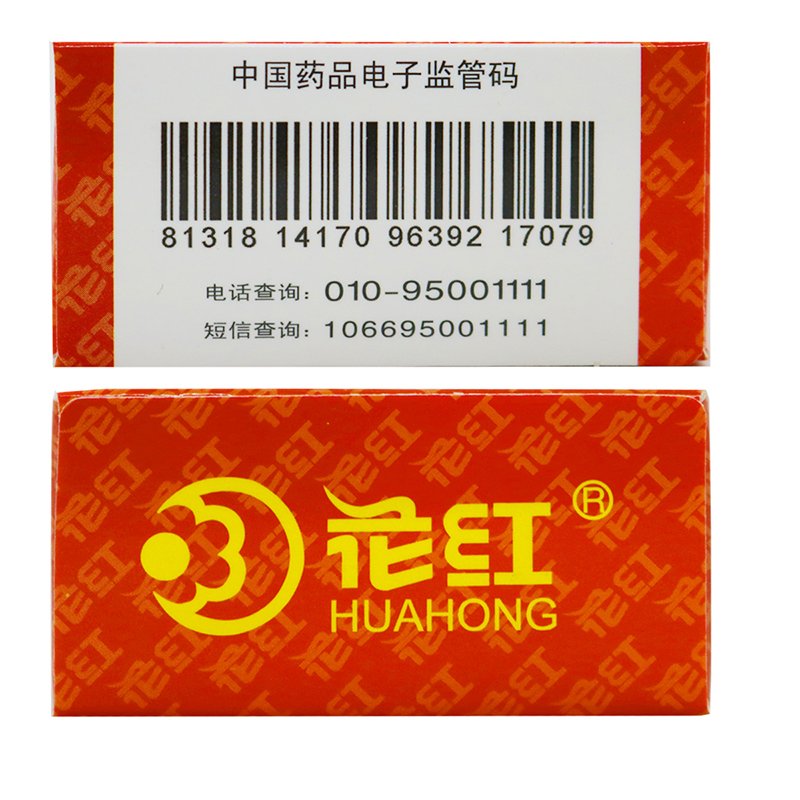 中国药品电子监管码
81318 14170 96392 17079
电话查询：010-95001111
短信查询：106695001111
花红®
HUAHONG